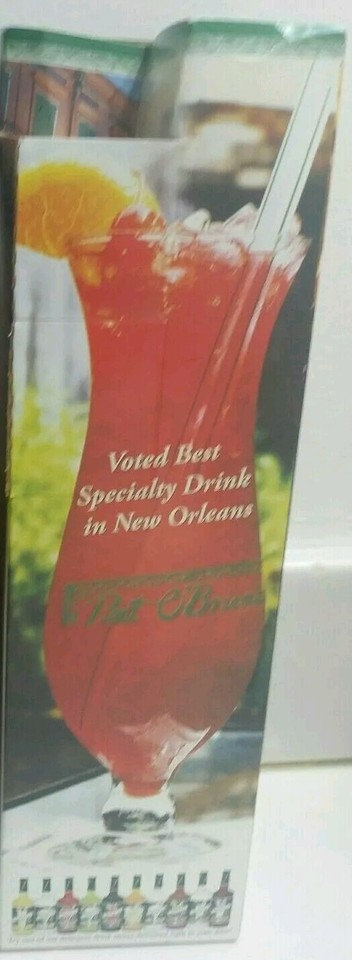 Voted Best
Specialty Drink
in New Orleans
Pat O'Brien's